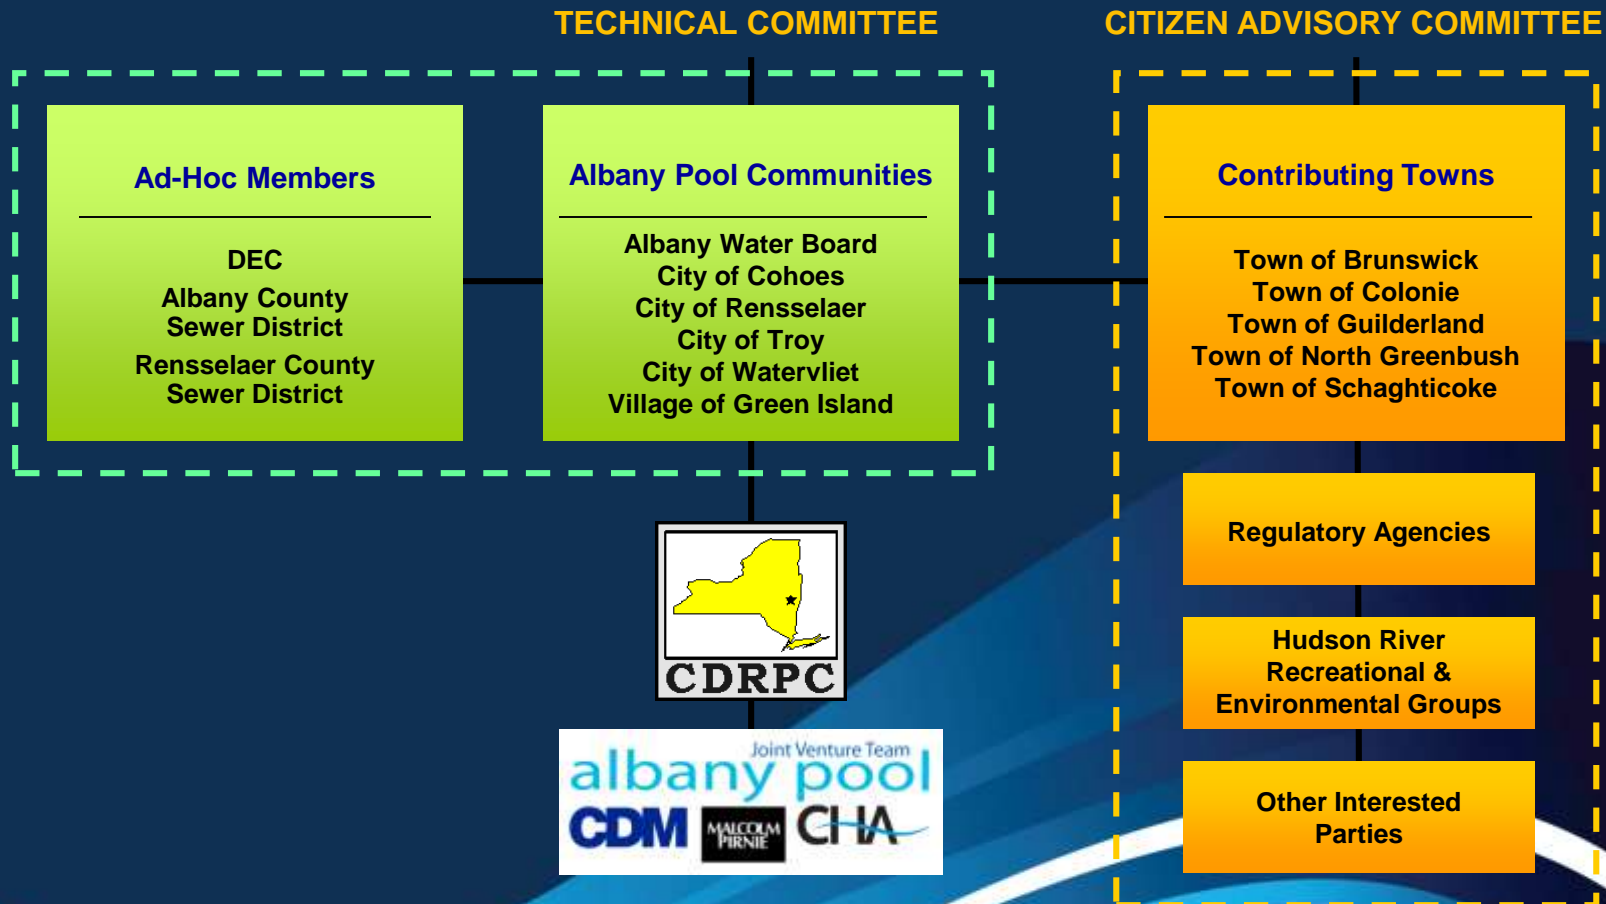 TECHNICAL COMMITTEE
CITIZEN ADVISORY COMMITTEE
Ad-Hoc Members
DEC
Albany County
Sewer District
Rensselaer County
Sewer District
Albany Pool Communities
Albany Water Board
City of Cohoes
City of Rensselaer
City of Troy
City of Watervliet
Village of Green Island
Contributing Towns
Town of Brunswick
Town of Colonie
Town of Guilderland
Town of North Greenbush
Town of Schaghticoke
Regulatory Agencies
Hudson River
Recreational &
Environmental Groups
Other Interested
Parties
CDRPC
Joint Venture Team
albany pool
CDM
MALCOLM
PIRNIE
CHA